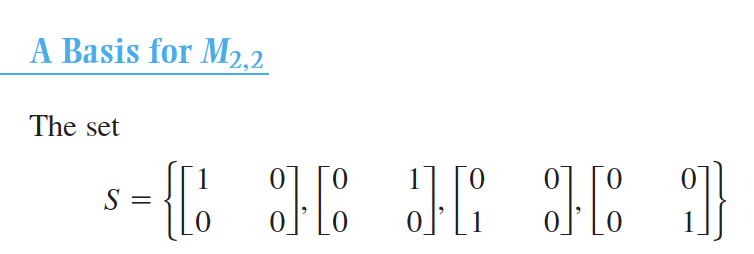 A Basis for M2,2
The set
S = {[1 0 0 0], [0 1 0 0], [0 0 1 0], [0 0 0 1]}